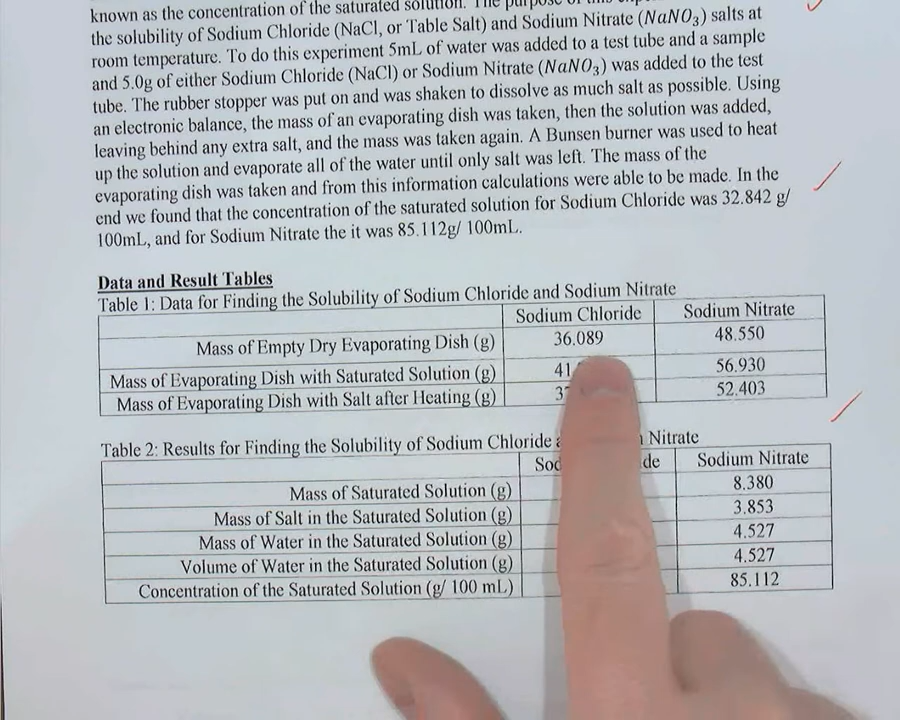 known as the concentration of the saturated solution. The purpose of this
the solubility of Sodium Chloride (NaCl, or Table Salt) and Sodium Nitrate (NaNO₃) salts at
room temperature. To do this experiment 5mL of water was added to a test tube and a sample
and 5.0g of either Sodium Chloride (NaCl) or Sodium Nitrate (NaNO₃) was added to the test
tube. The rubber stopper was put on and was shaken to dissolve as much salt as possible. Using
an electronic balance, the mass of an evaporating dish was taken, then the solution was added,
leaving behind any extra salt, and the mass was taken again. A Bunsen burner was used to heat
up the solution and evaporate all of the water until only salt was left. The mass of the
evaporating dish was taken and from this information calculations were able to be made. In the
end we found that the concentration of the saturated solution for Sodium Chloride was 32.842 g/
100mL, and for Sodium Nitrate the it was 85.112g/ 100mL.
Data and Result Tables
Table 1: Data for Finding the Solubility of Sodium Chloride and Sodium Nitrate
Sodium Chloride Sodium Nitrate
Mass of Empty Dry Evaporating Dish (g) 36.089 48.550
Mass of Evaporating Dish with Saturated Solution (g) 41 56.930
Mass of Evaporating Dish with Salt after Heating (g) 52.403
Table 2: Results for Finding the Solubility of Sodium Chloride Nitrate
Sod de Sodium Nitrate
Mass of Saturated Solution (g) 8.380
Mass of Salt in the Saturated Solution (g) 3.853
Mass of Water in the Saturated Solution (g) 4.527
Volume of Water in the Saturated Solution (g) 4.527
Concentration of the Saturated Solution (g/ 100 mL) 85.112